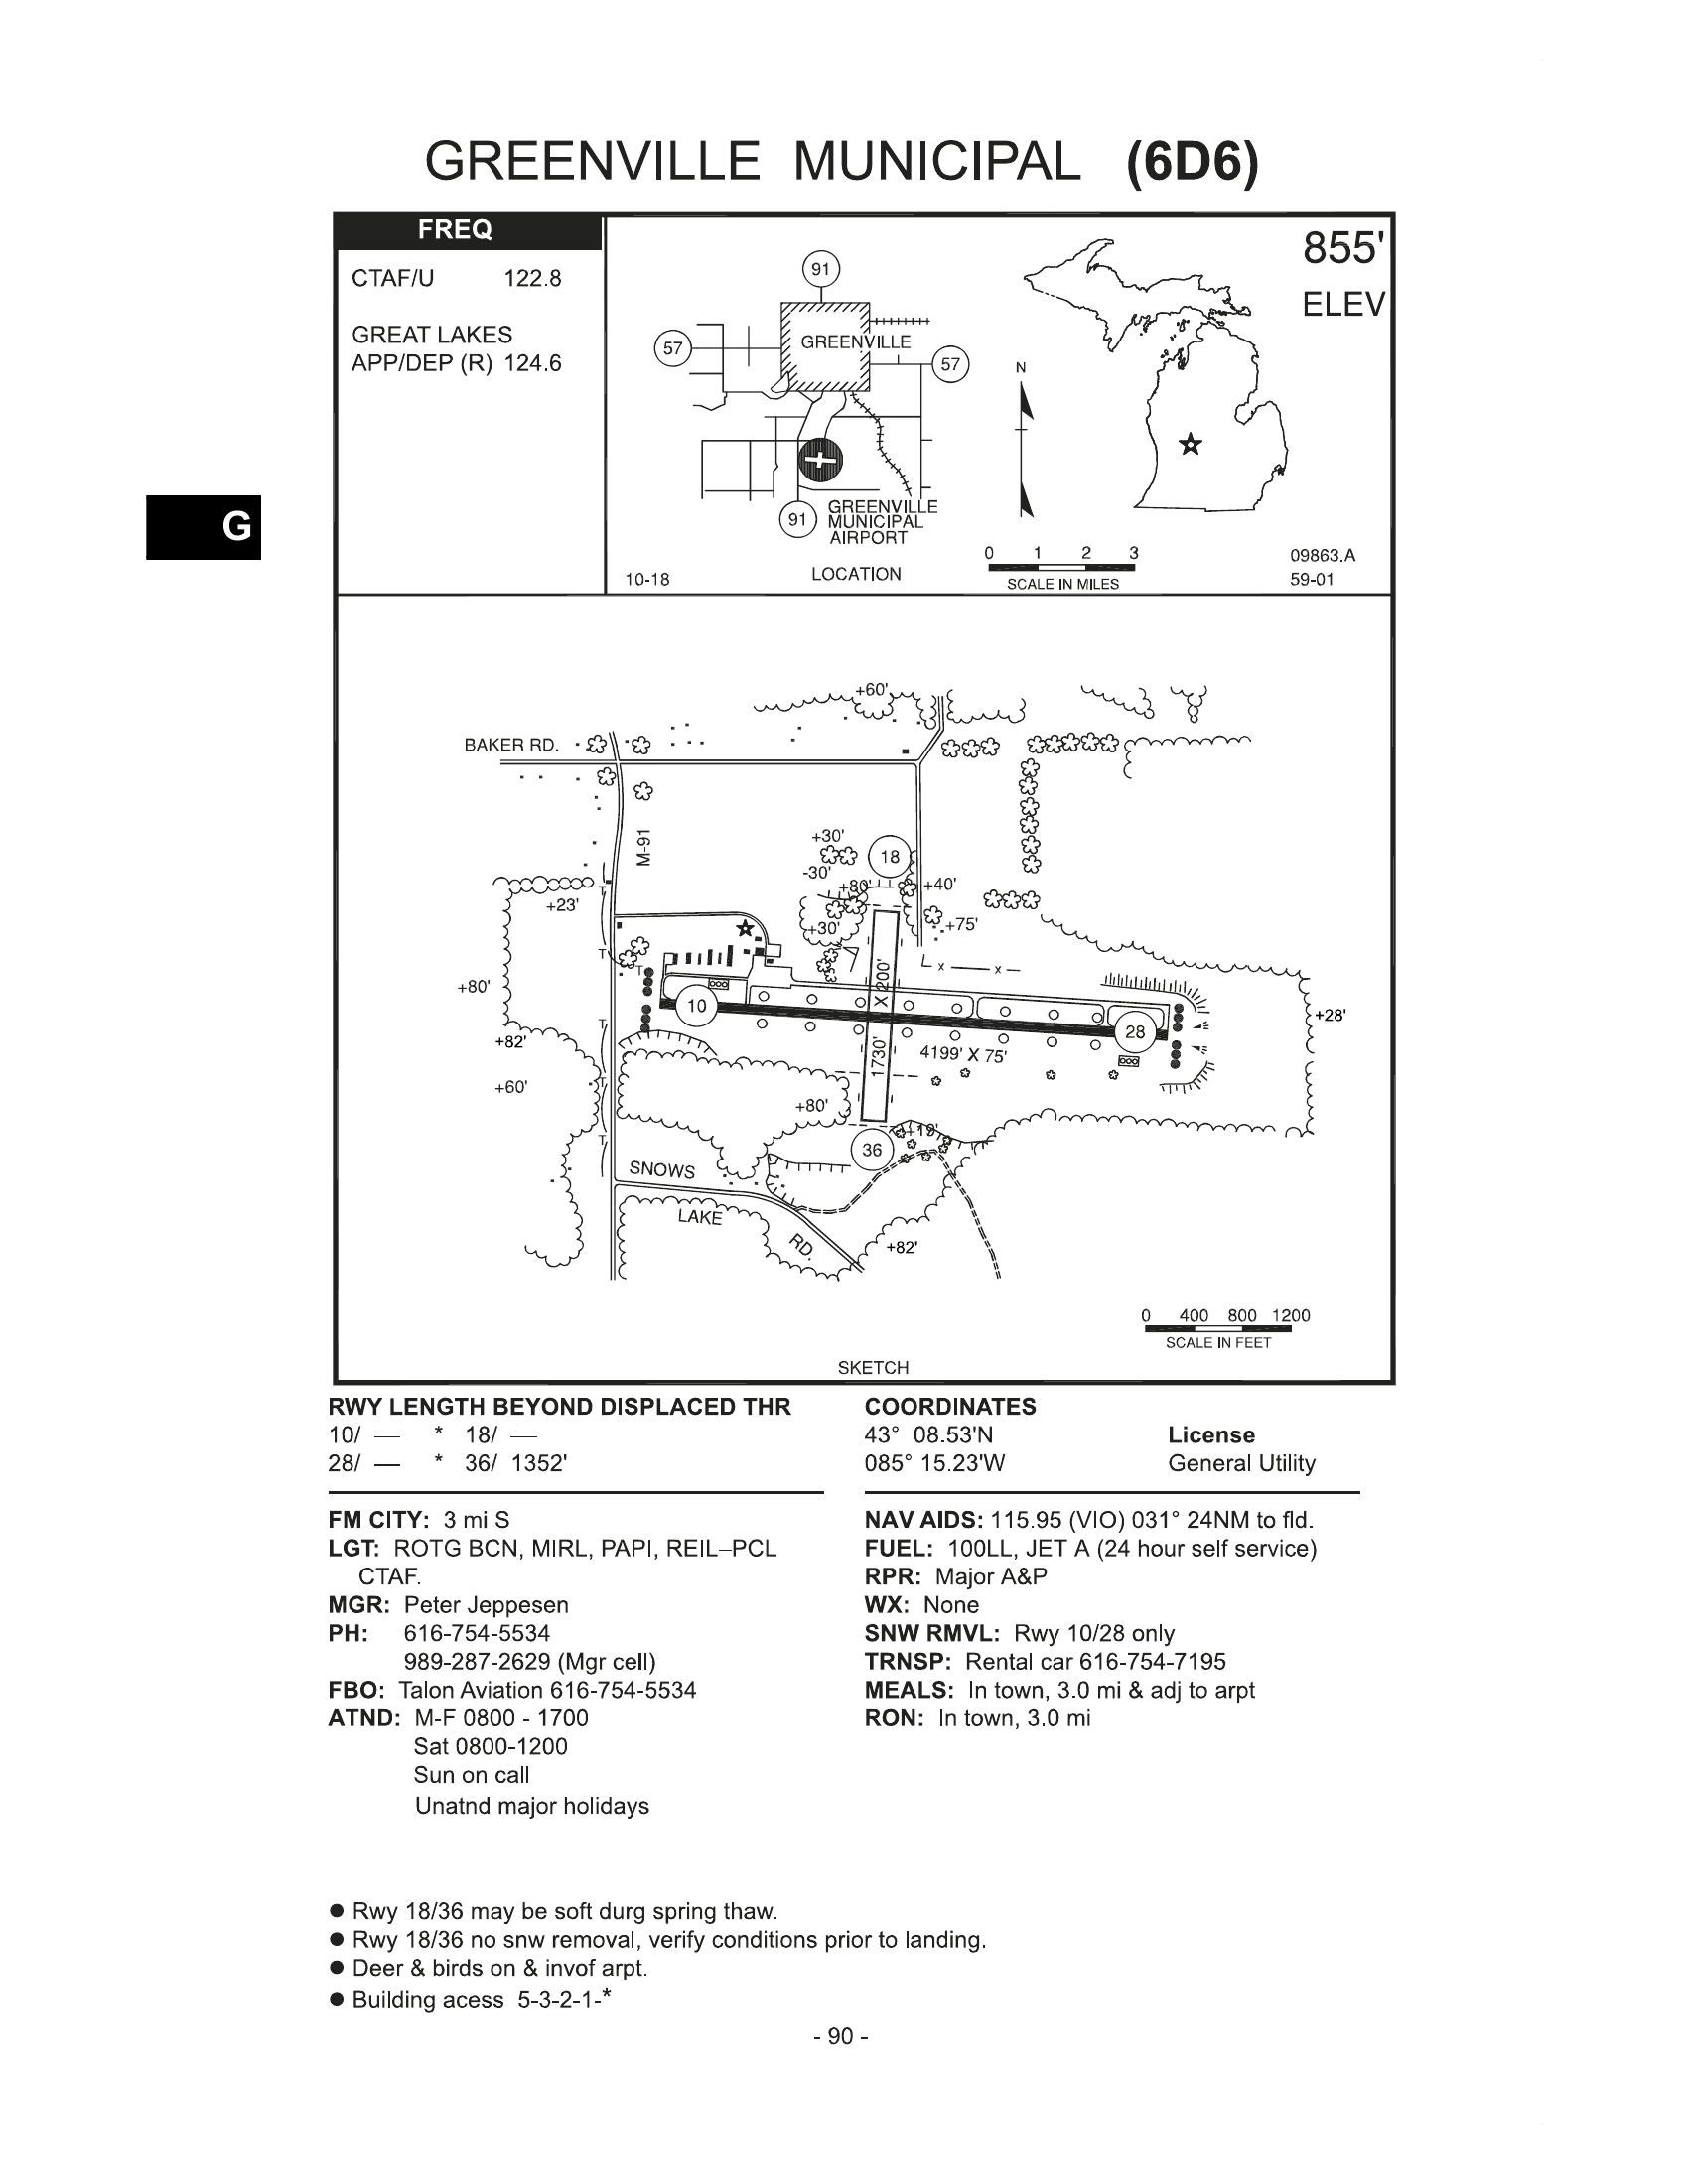 GREENVILLE MUNICIPAL (6D6)
FREQ
CTAF/U 122.8
GREAT LAKES
APP/DEP (R) 124.6
G
91
GREENVILLE
57
57
91
GREENVILLE
MUNICIPAL
AIRPORT
10-18
LOCATION
N
0 1 2 3
SCALE IN MILES
855'
ELEV
09863.A
59-01
+60'
BAKER RD.
M-91
+30'
18
-30'
+80'
+40'
+23'
+30'
+75'
T
T
T
L x x
+80'
10
1730' X 200'
28
+28'
T
+82'
4199' X 75'
+60'
T
+80'
+19'
T
36
SNOWS
LAKE
RD.
+82'
0 400 800 1200
SCALE IN FEET
SKETCH
RWY LENGTH BEYOND DISPLACED THR
10/ — * 18/ —
28/ — * 36/ 1352'
COORDINATES
43° 08.53'N
085° 15.23'W
License
General Utility
FM CITY: 3 mi S
LGT: ROTG BCN, MIRL, PAPI, REIL–PCL
CTAF.
MGR: Peter Jeppesen
PH: 616-754-5534
989-287-2629 (Mgr cell)
FBO: Talon Aviation 616-754-5534
ATND: M-F 0800 - 1700
Sat 0800-1200
Sun on call
Unatnd major holidays
NAV AIDS: 115.95 (VIO) 031° 24NM to fld.
FUEL: 100LL, JET A (24 hour self service)
RPR: Major A&P
WX: None
SNW RMVL: Rwy 10/28 only
TRNSP: Rental car 616-754-7195
MEALS: In town, 3.0 mi & adj to arpt
RON: In town, 3.0 mi
● Rwy 18/36 may be soft durg spring thaw.
● Rwy 18/36 no snw removal, verify conditions prior to landing.
● Deer & birds on & invof arpt.
● Building acess 5-3-2-1-*
- 90 -